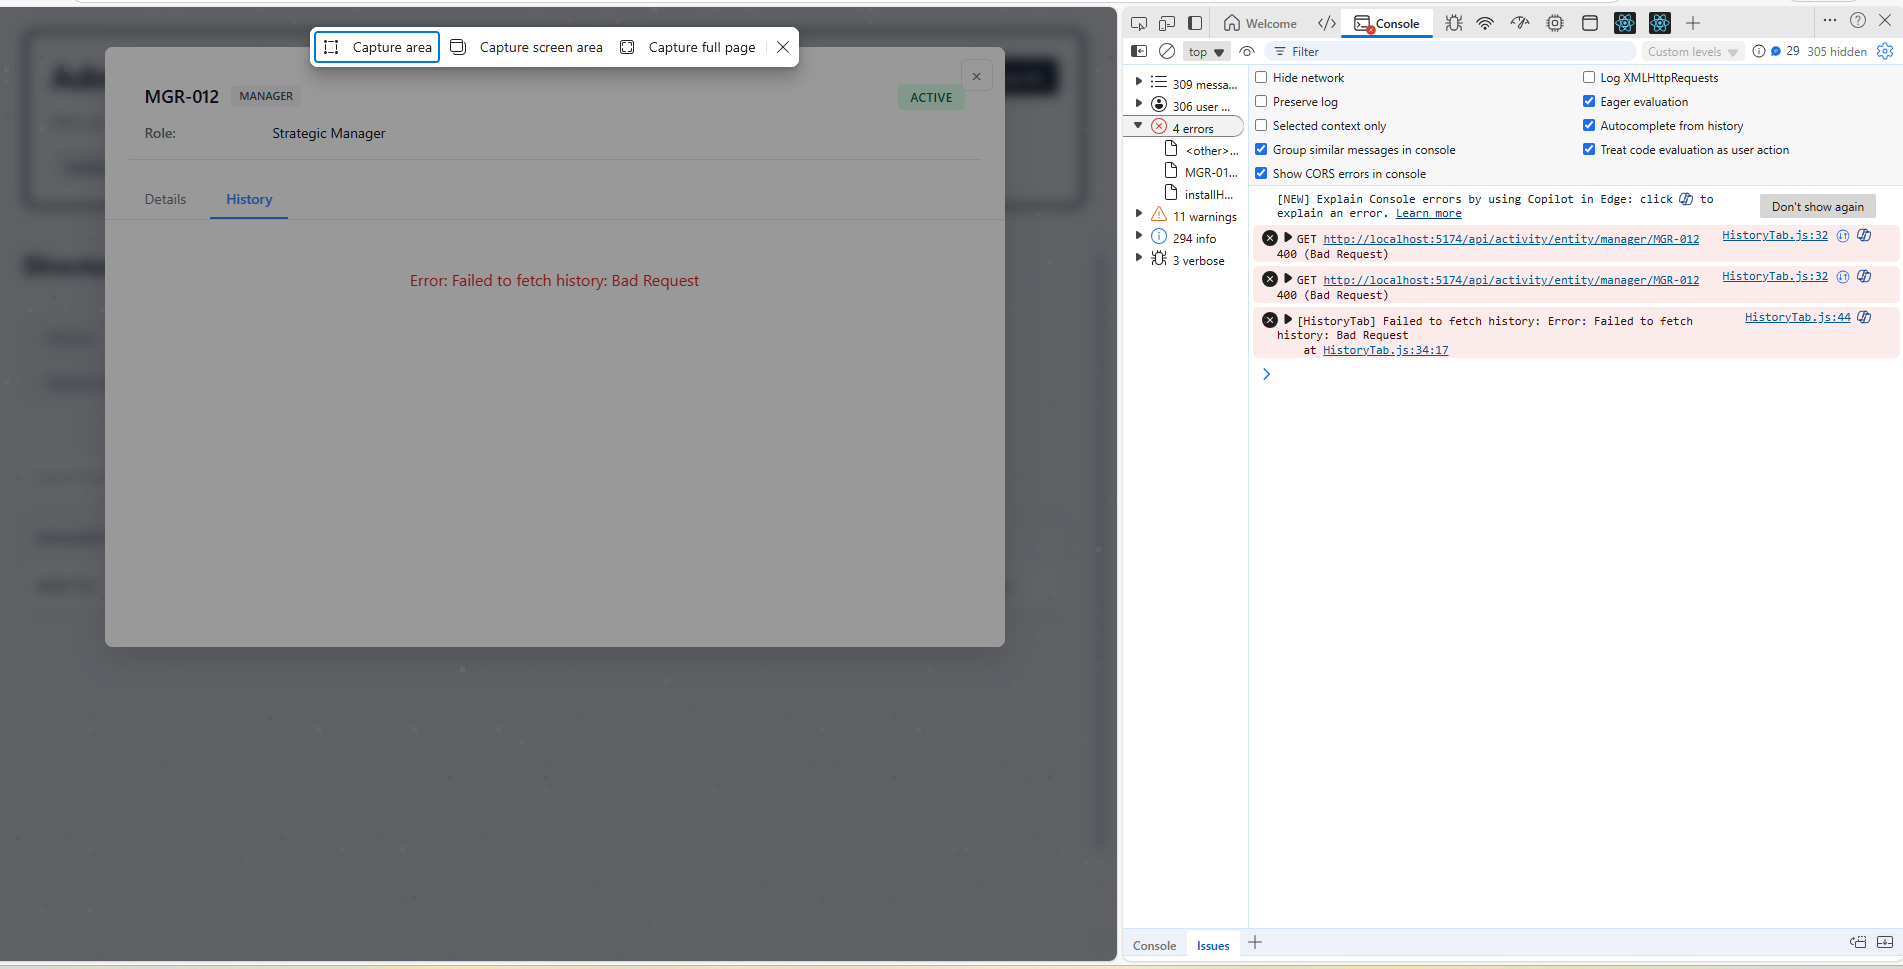 Capture area
Capture screen area
Capture full page
MGR-012
MANAGER
ACTIVE
Role:
Strategic Manager
Details
History
Error: Failed to fetch history: Bad Request
Welcome
Console
top
Filter
Custom levels
29
305 hidden
309 messa...
306 user ...
4 errors
<other>...
MGR-01...
installH...
11 warnings
294 info
3 verbose
Hide network
Log XMLHttpRequests
Preserve log
Eager evaluation
Selected context only
Autocomplete from history
Group similar messages in console
Treat code evaluation as user action
Show CORS errors in console
[NEW] Explain Console errors by using Copilot in Edge: click to
explain an error. Learn more
Don't show again
GET http://localhost:5174/api/activity/entity/manager/MGR-012
HistoryTab.js:32
400 (Bad Request)
GET http://localhost:5174/api/activity/entity/manager/MGR-012
HistoryTab.js:32
400 (Bad Request)
[HistoryTab] Failed to fetch history: Error: Failed to fetch
HistoryTab.js:44
history: Bad Request
at HistoryTab.js:34:17
Console
Issues